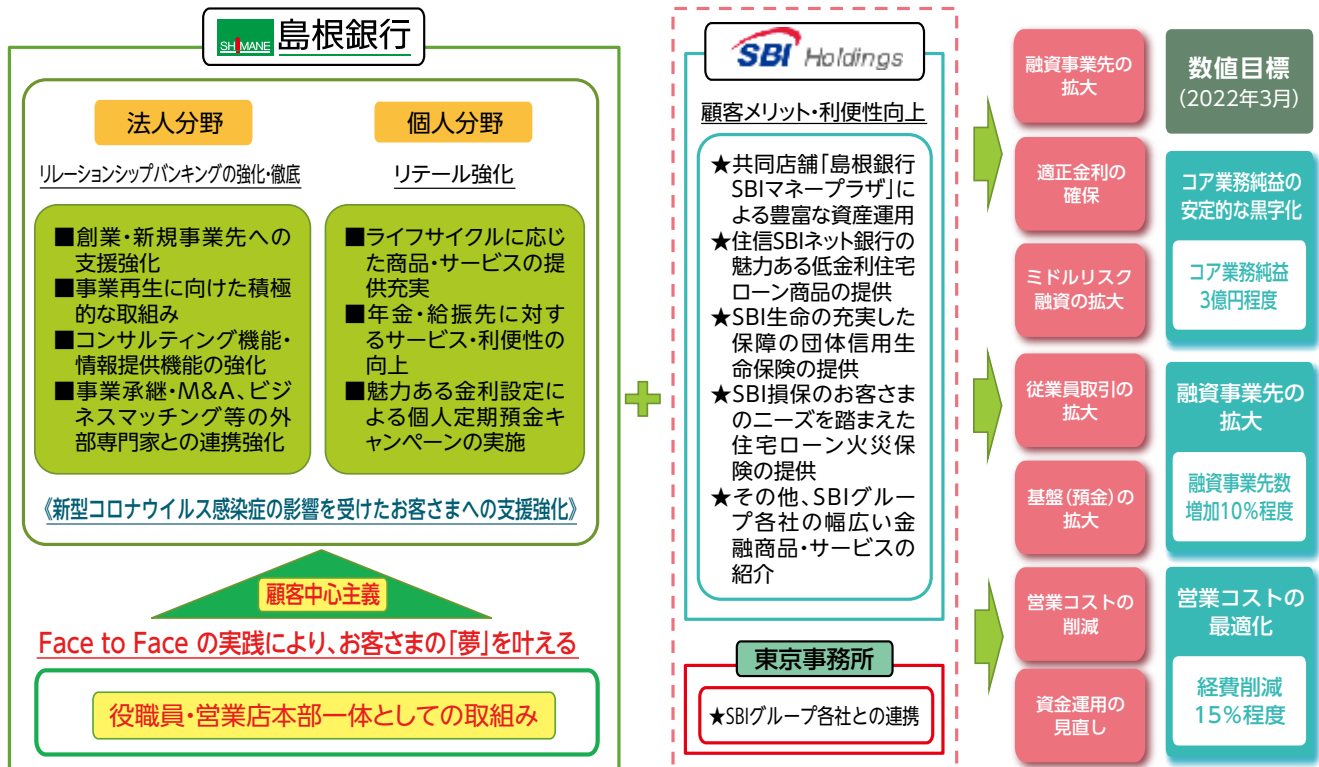 SHIMANE 島根銀行
法人分野
リレーションシップバンキングの強化・徹底
■創業・新規事業先への
支援強化
■事業再生に向けた積極
的な取組み
■コンサルティング機能・
情報提供機能の強化
■事業承継・M&A、ビジ
ネスマッチング等の外
部専門家との連携強化
個人分野
リテール強化
■ライフサイクルに応じ
た商品・サービスの提
供充実
■年金・給振先に対す
るサービス・利便性の
向上
■魅力ある金利設定に
よる個人定期預金キ
ャンペーンの実施
《新型コロナウイルス感染症の影響を受けたお客さまへの支援強化》
顧客中心主義
Face to Face の実践により、お客さまの「夢」を叶える
役職員・営業店本部一体としての取組み
SBI Holdings
顧客メリット・利便性向上
★共同店舗「島根銀行
SBIマネープラザ」に
よる豊富な資産運用
★住信SBIネット銀行の
魅力ある低金利住宅
ローン商品の提供
★SBI生命の充実した
保障の団体信用生
命保険の提供
★SBI損保のお客さま
のニーズを踏まえた
住宅ローン火災保
険の提供
★その他、SBIグルー
プ各社の幅広い金
融商品・サービスの
紹介
東京事務所
★SBIグループ各社との連携
融資事業先の
拡大
適正金利の
確保
ミドルリスク
融資の拡大
従業員取引の
拡大
基盤(預金)の
拡大
営業コストの
削減
資金運用の
見直し
数値目標
(2022年3月)
コア業務純益の
安定的な黒字化
コア業務純益
3億円程度
融資事業先の
拡大
融資事業先数
増加10%程度
営業コストの
最適化
経費削減
15%程度